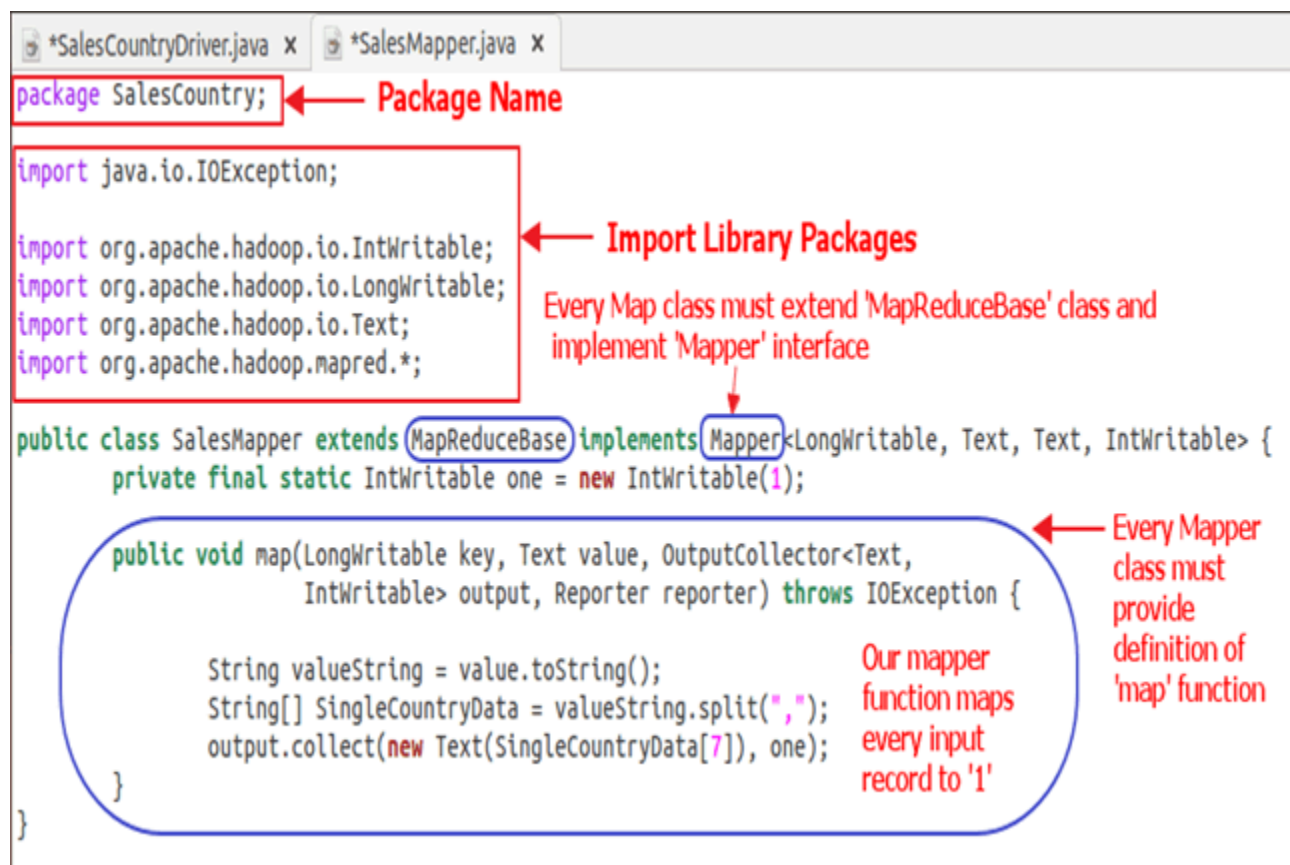 *SalesCountryDriver.java x
*SalesMapper.java x
package SalesCountry;
Package Name
import java.io.IOException;
import org.apache.hadoop.io.IntWritable;
import org.apache.hadoop.io.LongWritable;
import org.apache.hadoop.io.Text;
import org.apache.hadoop.mapred.*;
Import Library Packages
Every Map class must extend 'MapReduceBase' class and
implement 'Mapper' interface
public class SalesMapper extends MapReduceBase implements Mapper<LongWritable, Text, Text, IntWritable> {
private final static IntWritable one = new IntWritable(1);
public void map(LongWritable key, Text value, OutputCollector<Text,
IntWritable> output, Reporter reporter) throws IOException {
String valueString = value.toString();
String[] SingleCountryData = valueString.split(",");
output.collect(new Text(SingleCountryData[7]), one);
}
}
Our mapper
function maps
every input
record to '1'
Every Mapper
class must
provide
definition of
'map' function